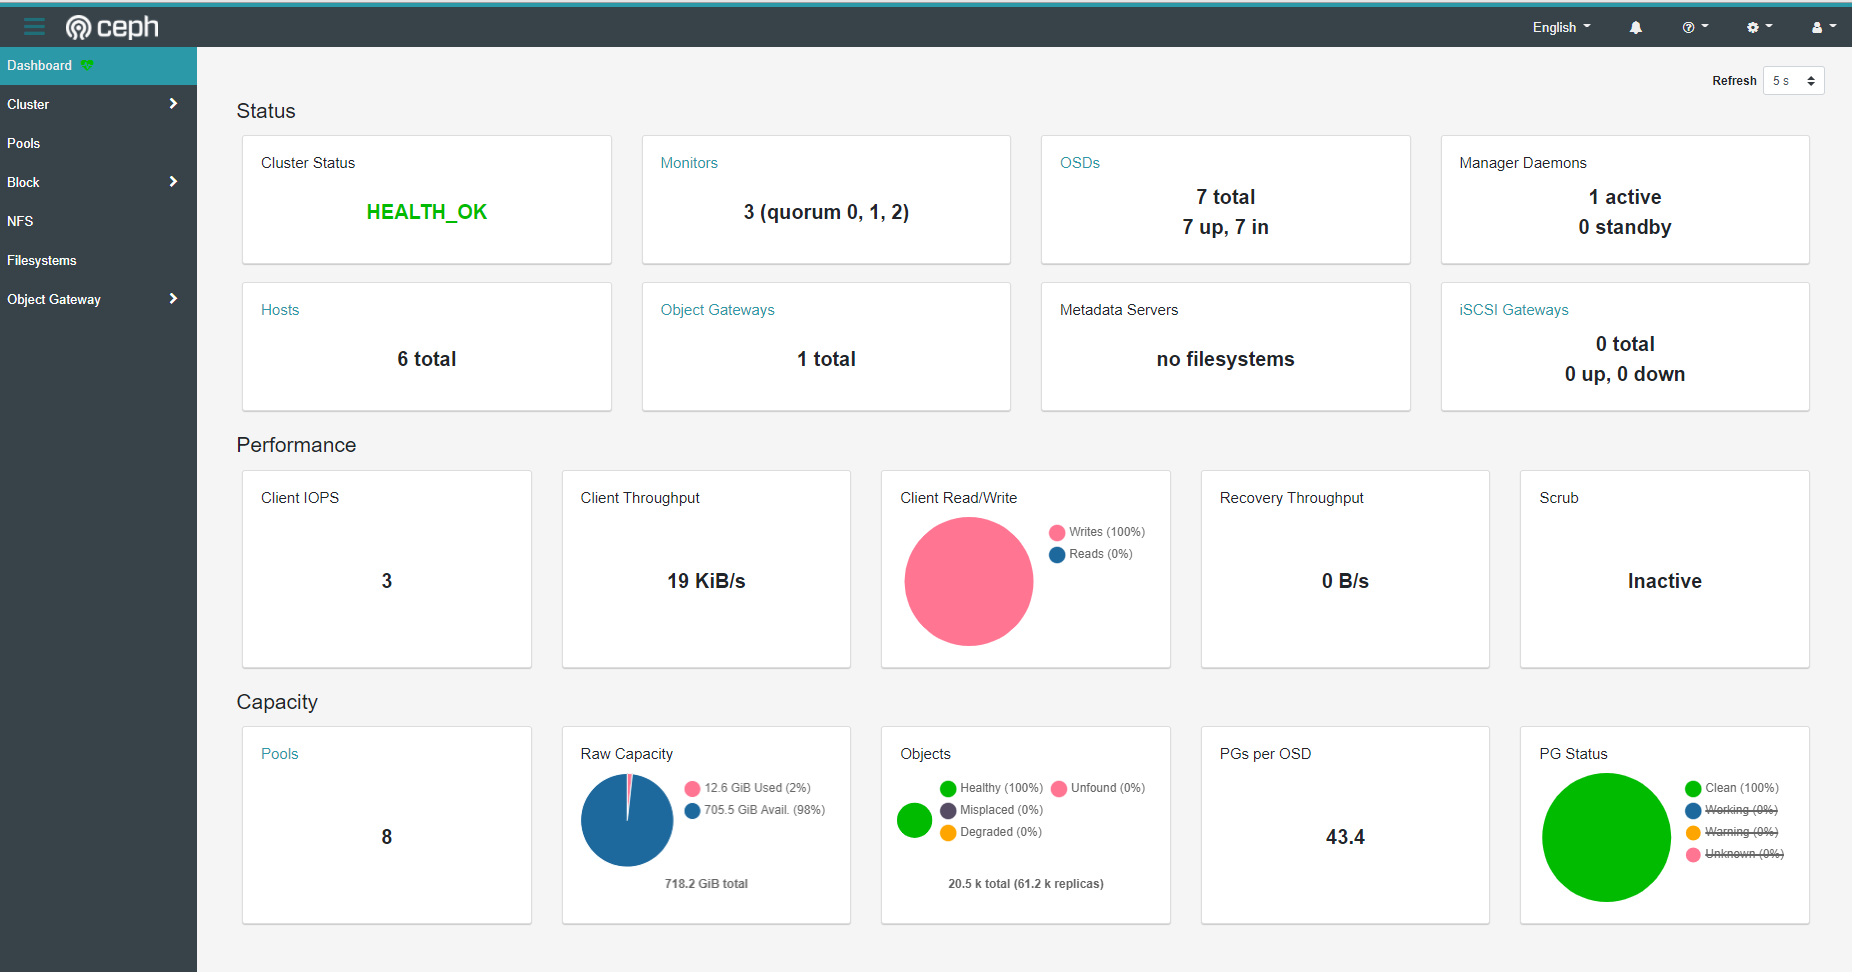 ceph
English
Dashboard
Cluster
Pools
Block
NFS
Filesystems
Object Gateway
Refresh
5 s
Status
Cluster Status
HEALTH_OK
Monitors
3 (quorum 0, 1, 2)
OSDs
7 total
7 up, 7 in
Manager Daemons
1 active
0 standby
Hosts
6 total
Object Gateways
1 total
Metadata Servers
no filesystems
iSCSI Gateways
0 total
0 up, 0 down
Performance
Client IOPS
3
Client Throughput
19 KiB/s
Client Read/Write
Writes (100%)
Reads (0%)
Recovery Throughput
0 B/s
Scrub
Inactive
Capacity
Pools
8
Raw Capacity
12.6 GiB Used (2%)
705.5 GiB Avail. (98%)
718.2 GiB total
Objects
Healthy (100%)
Unfound (0%)
Misplaced (0%)
Degraded (0%)
20.5 k total (61.2 k replicas)
PGs per OSD
43.4
PG Status
Clean (100%)
Working (0%)
Warning (0%)
Unknown (0%)